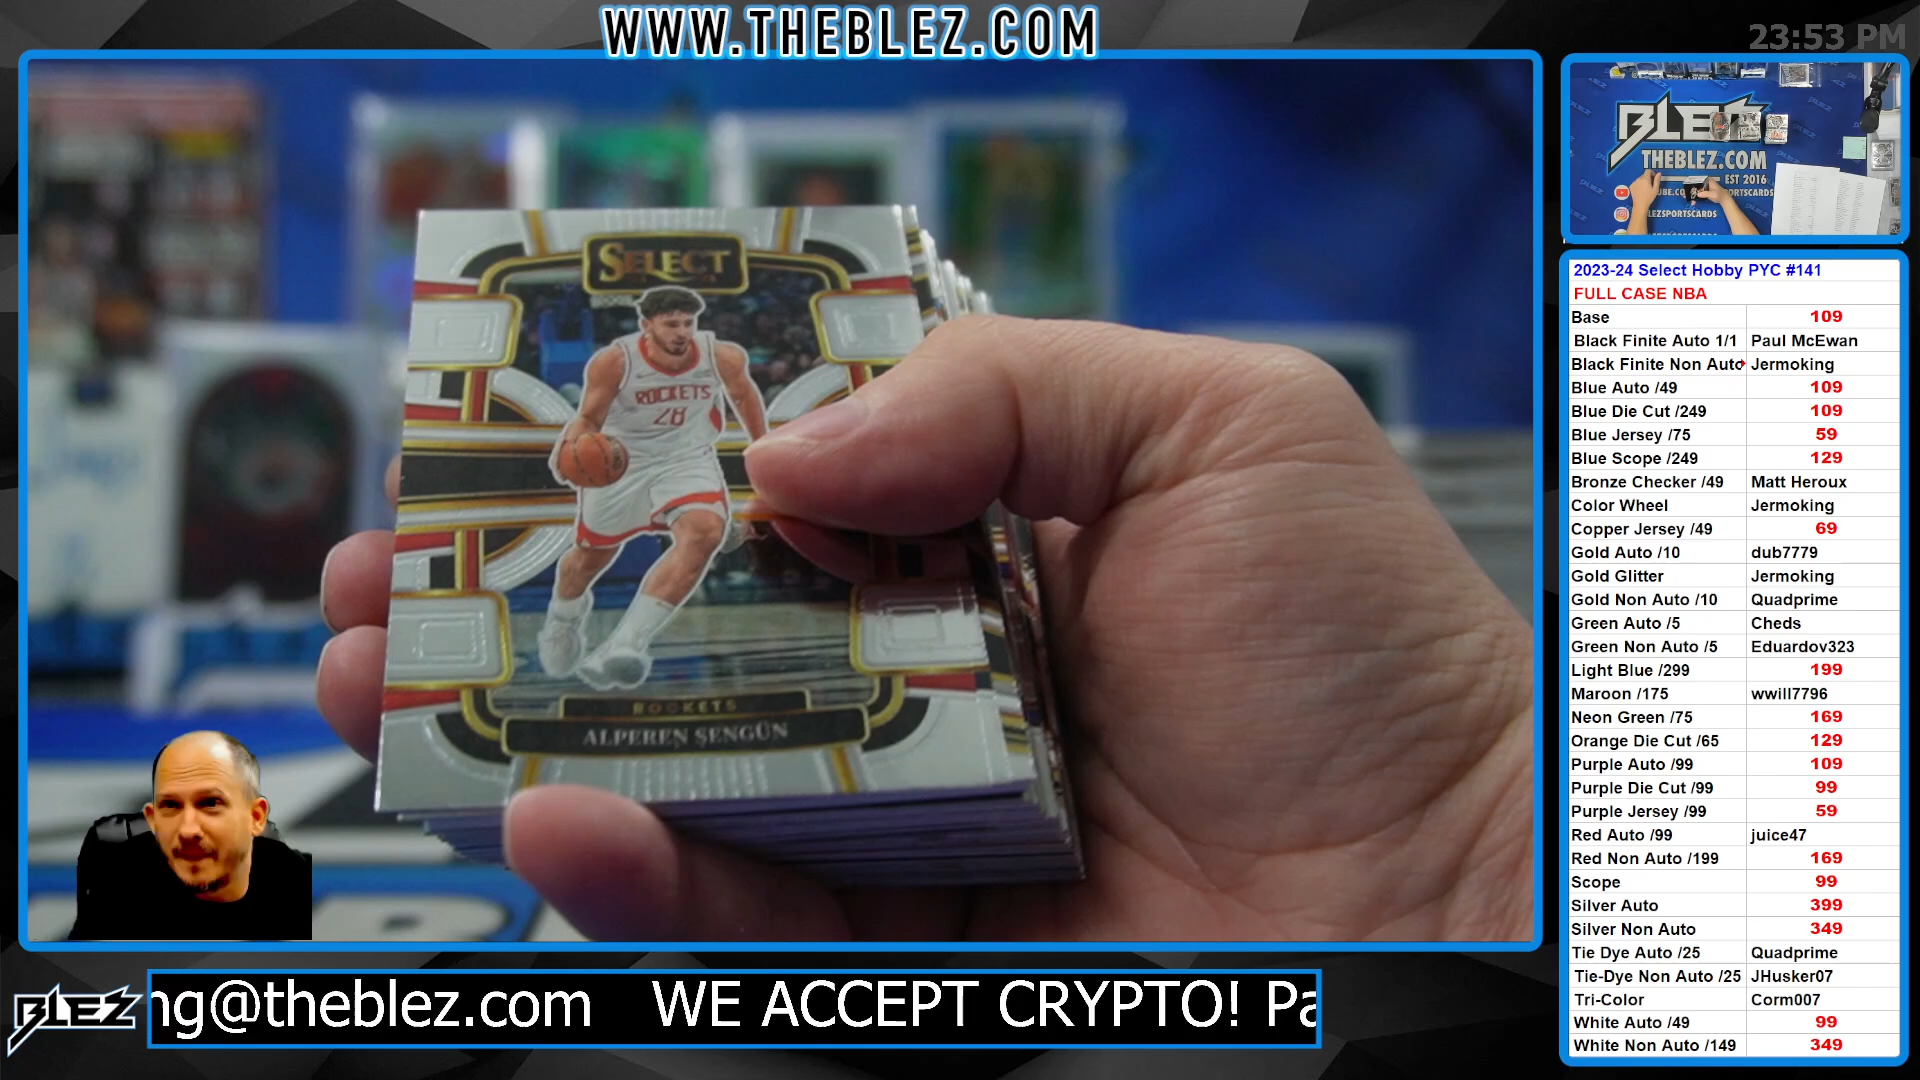 WWW.THEBLEZ.COM
23:53 PM
SELECT
ROCKETS
28
ROCKETS
ALPEREN ŞENGÜN
BLEZ
THEBLEZ.COM
EST 2016
2023-24 Select Hobby PYC #141
FULL CASE NBA
Base 109
Black Finite Auto 1/1 Paul McEwan
Black Finite Non Auto Jermoking
Blue Auto /49 109
Blue Die Cut /249 109
Blue Jersey /75 59
Blue Scope /249 129
Bronze Checker /49 Matt Heroux
Color Wheel Jermoking
Copper Jersey /49 69
Gold Auto /10 dub7779
Gold Glitter Jermoking
Gold Non Auto /10 Quadprime
Green Auto /5 Cheds
Green Non Auto /5 Eduardov323
Light Blue /299 199
Maroon /175 wwill7796
Neon Green /75 169
Orange Die Cut /65 129
Purple Auto /99 109
Purple Die Cut /99 99
Purple Jersey /99 59
Red Auto /99 juice47
Red Non Auto /199 169
Scope 99
Silver Auto 399
Silver Non Auto 349
Tie Dye Auto /25 Quadprime
Tie-Dye Non Auto /25 JHusker07
Tri-Color Corm007
White Auto /49 99
White Non Auto /149 349
BLEZ
ng@theblez.com WE ACCEPT CRYPTO! Pa